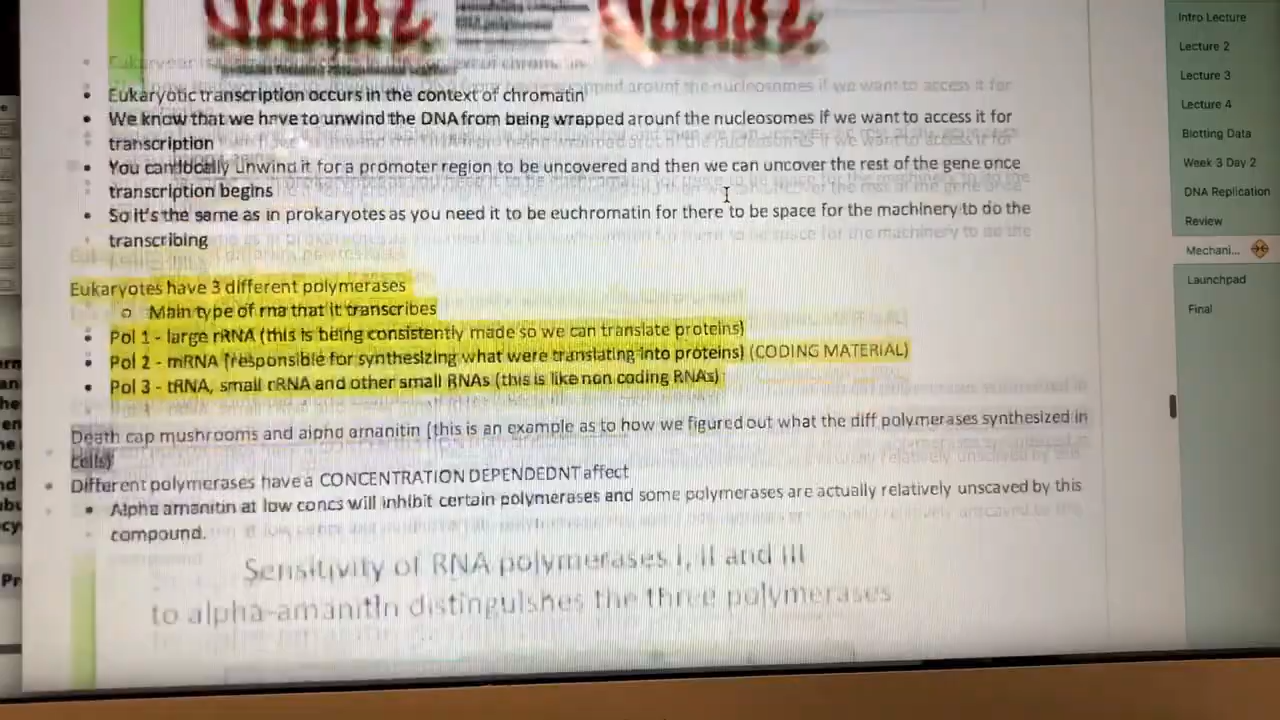 Eukaryotic transcription occurs in the context of chromatin
We know that we have to unwind the DNA from being wrapped arounf the nucleosomes if we want to access it for
transcription
You can locally unwind it for a promoter region to be uncovered and then we can uncover the rest of the gene once
transcription begins
So it's the same as in prokaryotes as you need it to be euchromatin for there to be space for the machinery to do the
transcribing
Eukaryotes have 3 different polymerases
Main type of rna that it transcribes
Pol 1 - large rRNA (this is being consistently made so we can translate proteins)
Pol 2 - mRNA (responsible for synthesizing what were translating into proteins) (CODING MATERIAL)
Pol 3 - tRNA, small rRNA and other small RNAs (this is like non coding RNAs)
Death cap mushrooms and alpha amanitin (this is an example as to how we figured out what the diff polymerases synthesized in
cells)
Different polymerases have a CONCENTRATION DEPENDEDNT affect
Alpha amanitin at low concs will inhibit certain polymerases and some polymerases are actually relatively unscaved by this
compound.
Sensitivity of RNA polymerases I, II and III
to alpha-amanitin distinguishes the three polymerases
Intro Lecture
Lecture 2
Lecture 3
Lecture 4
Blotting Data
Week 3 Day 2
DNA Replication
Review
Mechani...
Launchpad
Final